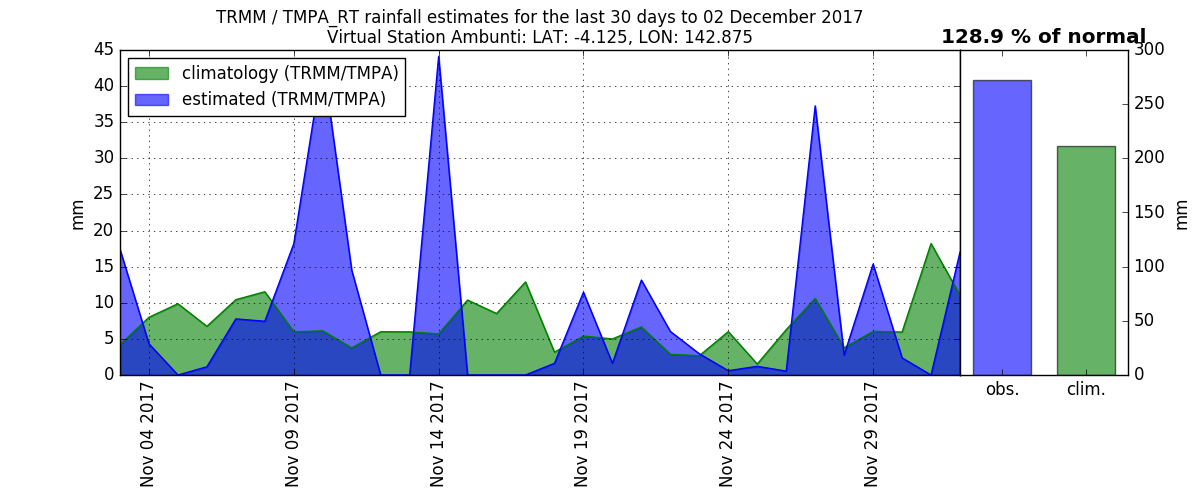 TRMM / TMPA_RT rainfall estimates for the last 30 days to 02 December 2017
Virtual Station Ambunti: LAT: -4.125, LON: 142.875
128.9 % of normal
climatology (TRMM/TMPA)
estimated (TRMM/TMPA)
45
40
35
30
25
20
15
10
5
0
mm
Nov 04 2017
Nov 09 2017
Nov 14 2017
Nov 19 2017
Nov 24 2017
Nov 29 2017
obs.
clim.
300
250
200
150
100
50
0
mm